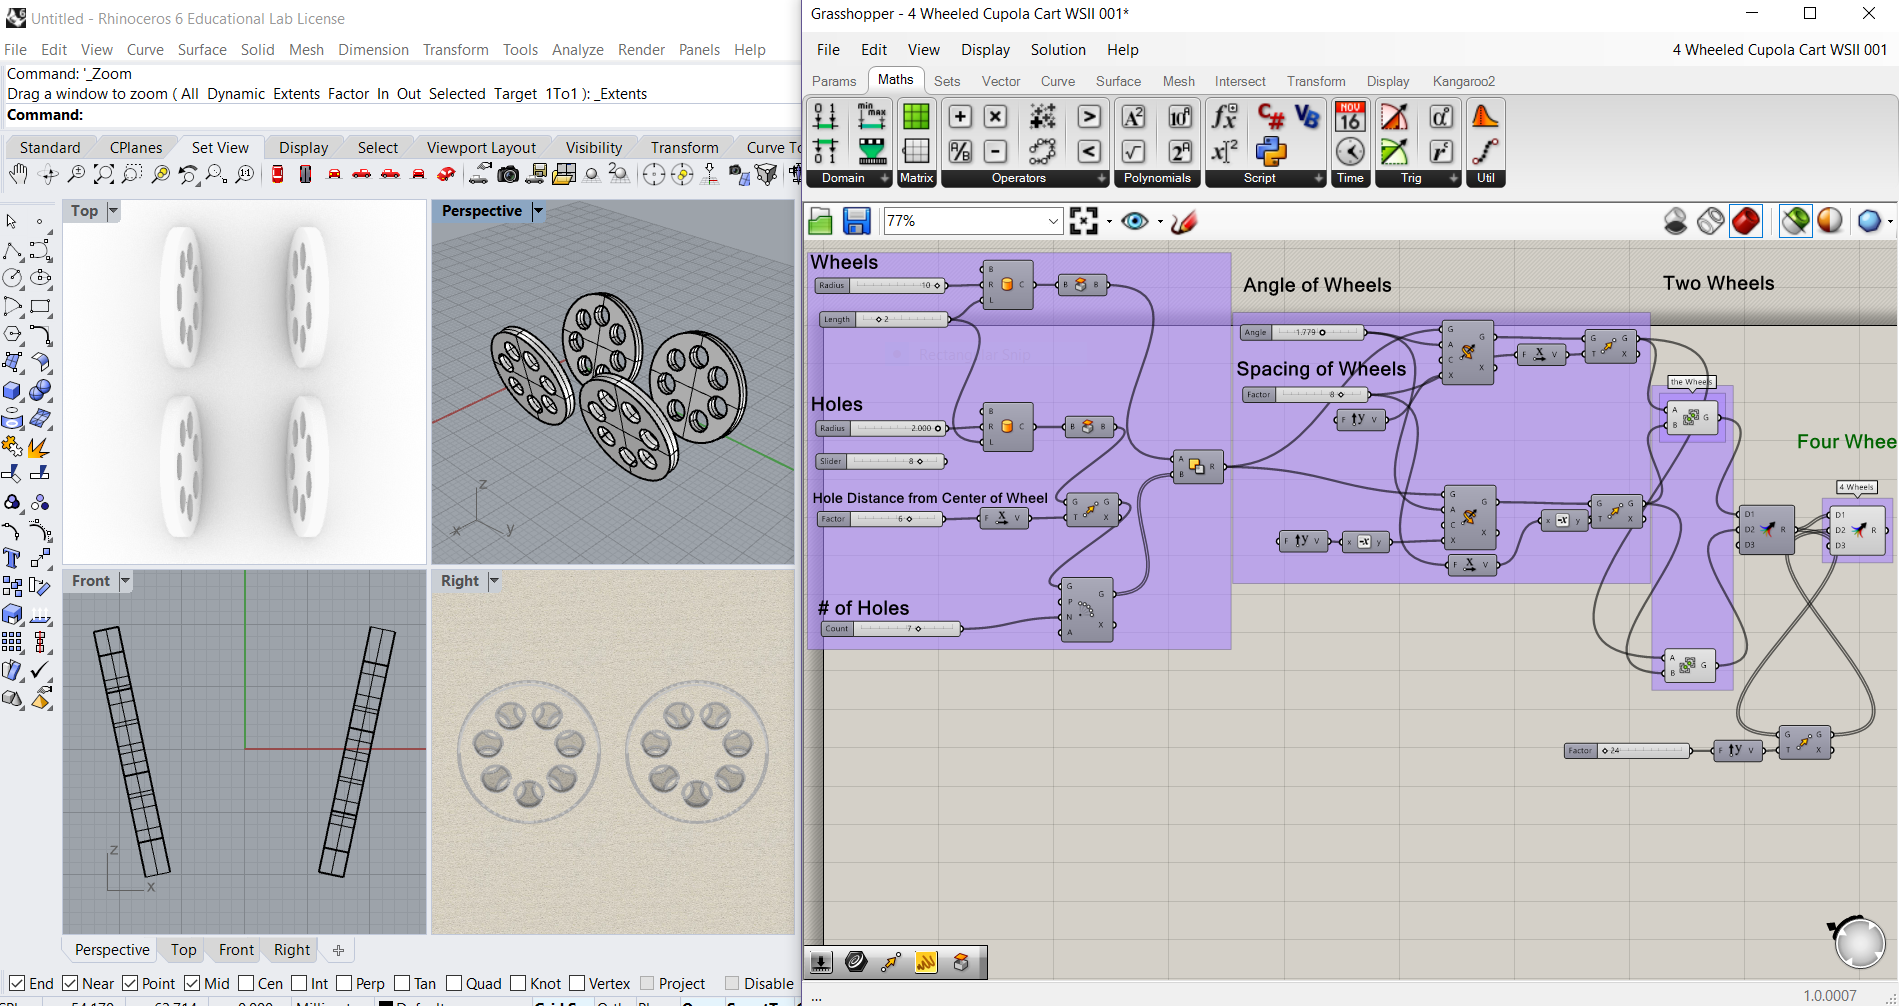 Untitled - Rhinoceros 6 Educational Lab License
File Edit View Curve Surface Solid Mesh Dimension Transform Tools Analyze Render Panels Help
Command: '_Zoom
Drag a window to zoom ( All Dynamic Extents Factor In Out Selected Target 1To1 ): _Extents
Command:
Standard CPlanes Set View Display Select Viewport Layout Visibility Transform Curve To
Top
Perspective
z
x
y
Front
z
x
Right
Perspective Top Front Right
End Near Point Mid Cen Int Perp Tan Quad Knot Vertex Project Disable
Grasshopper - 4 Wheeled Cupola Cart WSII 001*
File Edit View Display Solution Help
4 Wheeled Cupola Cart WSII 001
Params Maths Sets Vector Curve Surface Mesh Intersect Transform Display Kangaroo2
Domain Matrix Operators Polynomials Script Time Trig Util
77%
Wheels
Radius 10
Length 2
B R L C
B B
Holes
Radius 2.000
B R L C
B B
Slider 8
Hole Distance from Center of Wheel
Factor 6
F X V
G T G X
# of Holes
Count 7
G P N A G X
A B R
Angle of Wheels
Angle 1.779
Spacing of Wheels
Factor 8
F y V
G A C X G X
F X V
G T G X
F y V
x -x y
G A C X G X
F X V
x -x y
G T G X
Two Wheels
the Wheels
A B G
A B G
Four Whee
4 Wheels
D1 D2 D3 R
D1 D2 D3 R
Factor 24
F y V
G T G X
...
1.0.0007